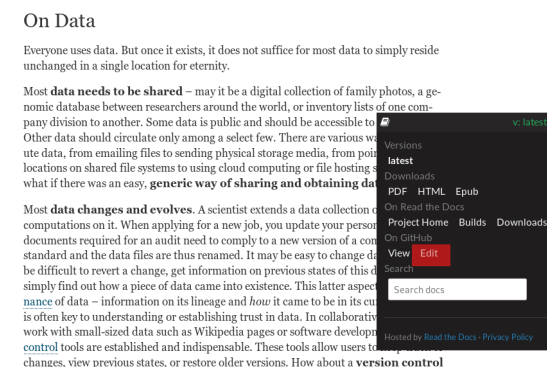 On Data
Everyone uses data. But once it exists, it does not suffice for most data to simply reside
unchanged in a single location for eternity.
Most data needs to be shared – may it be a digital collection of family photos, a ge-
nomic database between researchers around the world, or inventory lists of one com-
pany division to another. Some data is public and should be accessible to
Other data should circulate only among a select few. There are various wa
ute data, from emailing files to sending physical storage media, from poin
locations on shared file systems to using cloud computing or file hosting s
what if there was an easy, generic way of sharing and obtaining dat
Most data changes and evolves. A scientist extends a data collection o
computations on it. When applying for a new job, you update your person
documents required for an audit need to comply to a new version of a con
standard and the data files are thus renamed. It may be easy to change da
be difficult to revert a change, get information on previous states of this d
simply find out how a piece of data came into existence. This latter aspect
nance of data – information on its lineage and how it came to be in its cu
is often key to understanding or establishing trust in data. In collaborativ
work with small-sized data such as Wikipedia pages or software developm
control tools are established and indispensable. These tools allow users to
changes, view previous states, or restore older versions. How about a version control
v: latest
Versions
latest
Downloads
PDF HTML Epub
On Read the Docs
Project Home Builds Downloads
On GitHub
View Edit
Search
Search docs
Hosted by Read the Docs · Privacy Policy